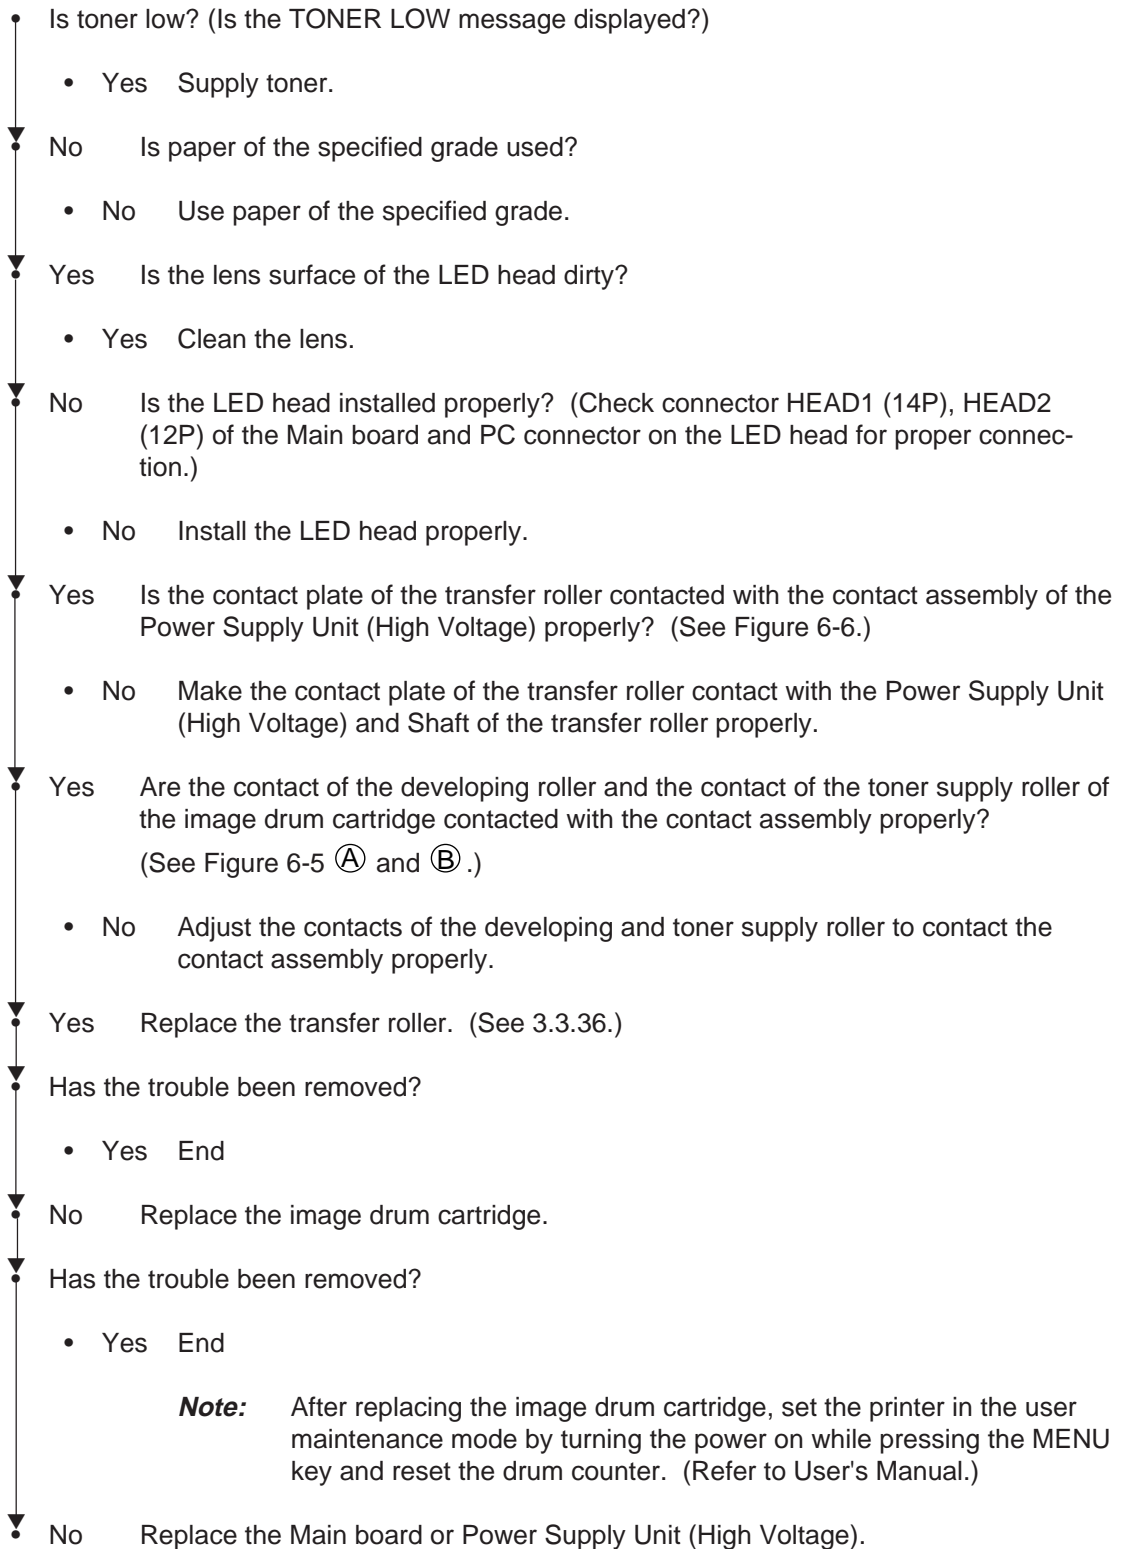 • Is toner low? (Is the TONER LOW message displayed?)
• Yes Supply toner.
• No Is paper of the specified grade used?
• No Use paper of the specified grade.
• Yes Is the lens surface of the LED head dirty?
• Yes Clean the lens.
• No Is the LED head installed properly? (Check connector HEAD1 (14P), HEAD2
(12P) of the Main board and PC connector on the LED head for proper connec-
tion.)
• No Install the LED head properly.
• Yes Is the contact plate of the transfer roller contacted with the contact assembly of the
Power Supply Unit (High Voltage) properly? (See Figure 6-6.)
• No Make the contact plate of the transfer roller contact with the Power Supply Unit
(High Voltage) and Shaft of the transfer roller properly.
• Yes Are the contact of the developing roller and the contact of the toner supply roller of
the image drum cartridge contacted with the contact assembly properly?
(See Figure 6-5 Ⓐ and Ⓑ .)
• No Adjust the contacts of the developing and toner supply roller to contact the
contact assembly properly.
• Yes Replace the transfer roller. (See 3.3.36.)
• Has the trouble been removed?
• Yes End
• No Replace the image drum cartridge.
• Has the trouble been removed?
• Yes End
Note: After replacing the image drum cartridge, set the printer in the user
maintenance mode by turning the power on while pressing the MENU
key and reset the drum counter. (Refer to User's Manual.)
• No Replace the Main board or Power Supply Unit (High Voltage).